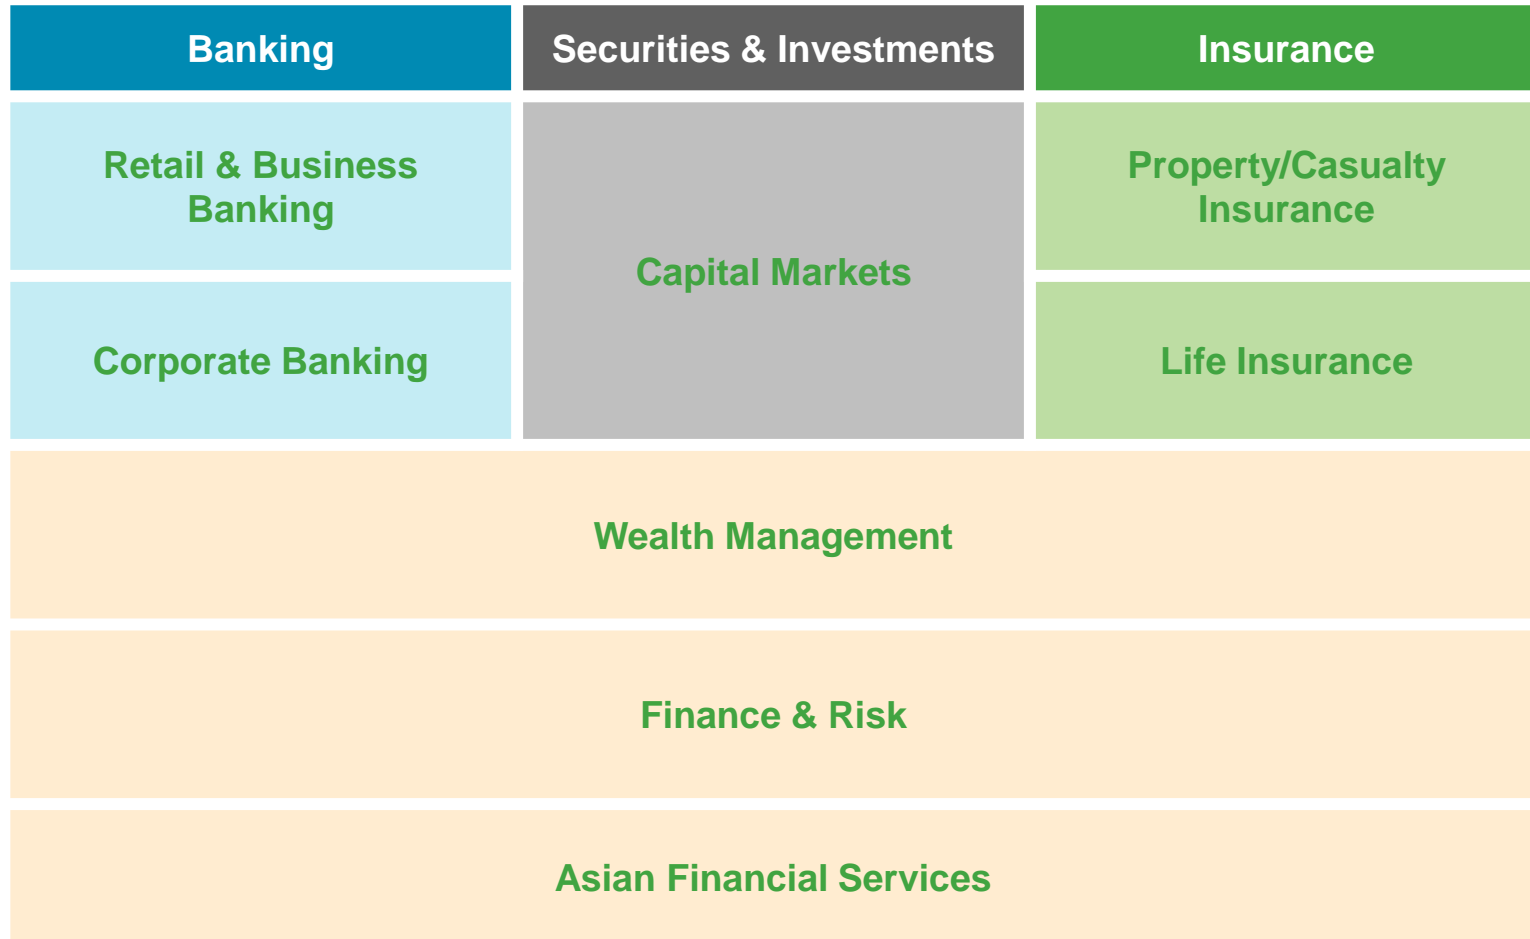 Banking
Securities & Investments
Insurance
Retail & Business
Banking
Capital Markets
Property/Casualty
Insurance
Corporate Banking
Life Insurance
Wealth Management
Finance & Risk
Asian Financial Services